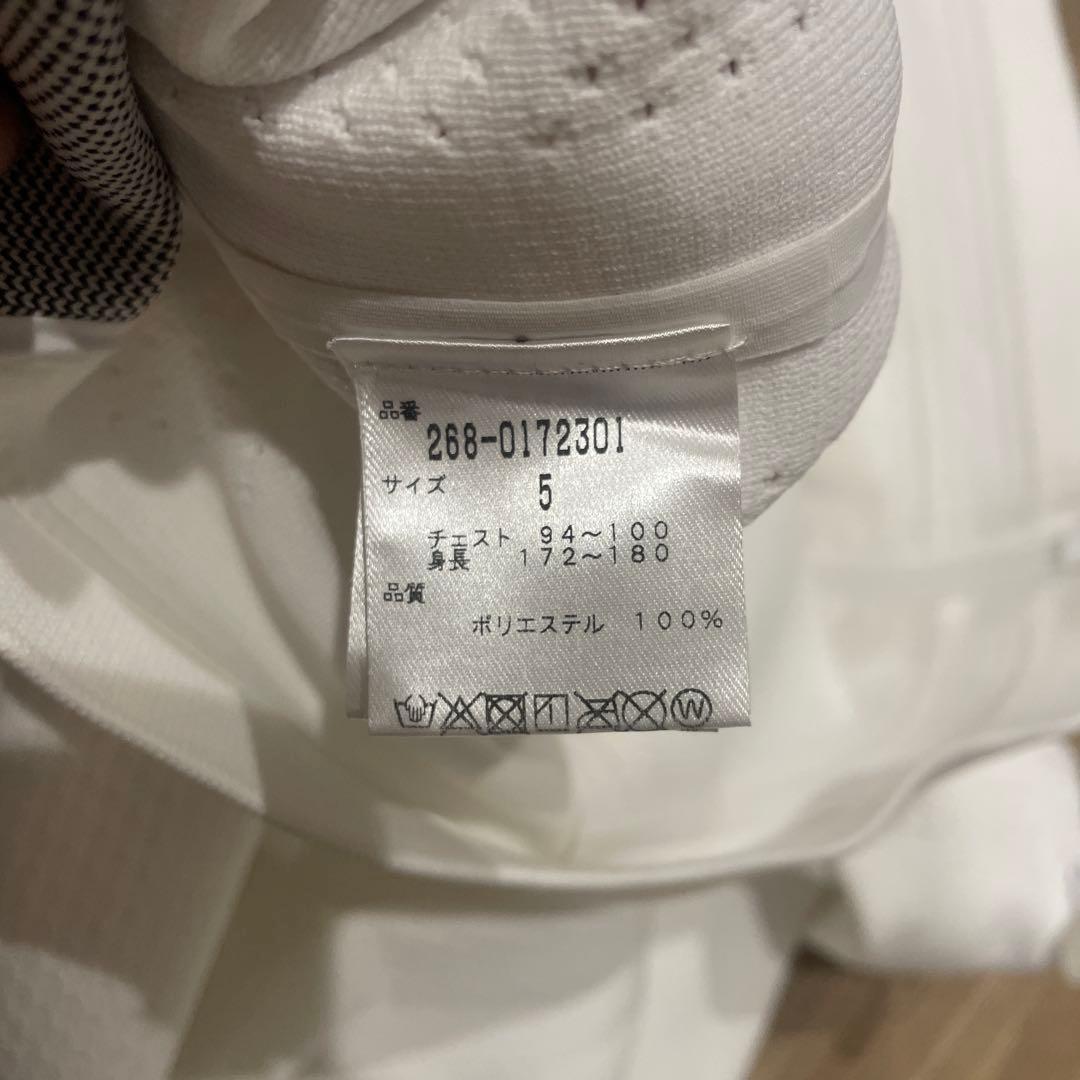 品番
268-0172301
サイズ 5
チェスト 94~100
身長 172~180
品質
ポリエステル 100%
W